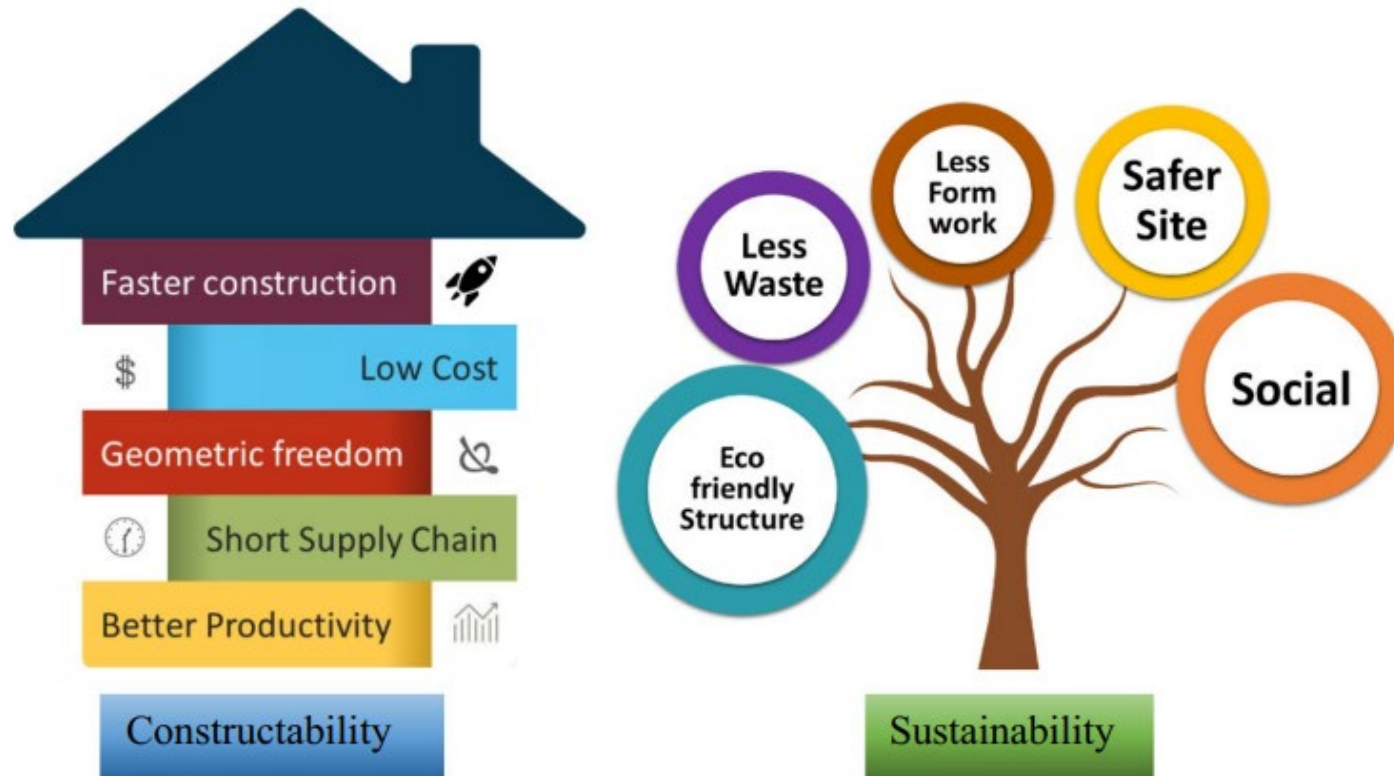 Faster construction
$
Low Cost
Geometric freedom
Short Supply Chain
Better Productivity
Constructability
Less
Waste
Less
Form
work
Safer
Site
Eco
friendly
Structure
Social
Sustainability